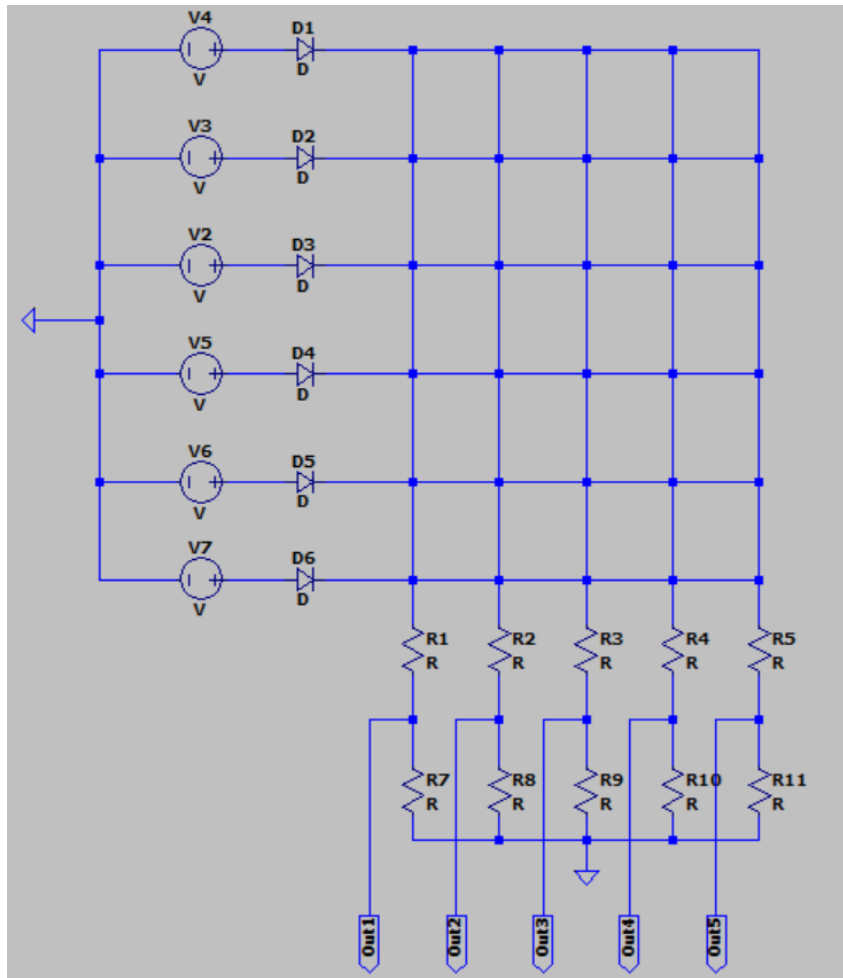 V4
D1
V
D
V3
D2
V
D
V2
D3
V
D
V5
D4
V
D
V6
D5
V
D
V7
D6
V
D
R1 R2 R3 R4 R5
R R R R R
R7 R8 R9 R10 R11
R R R R R
Out1 Out2 Out3 Out4 Out5